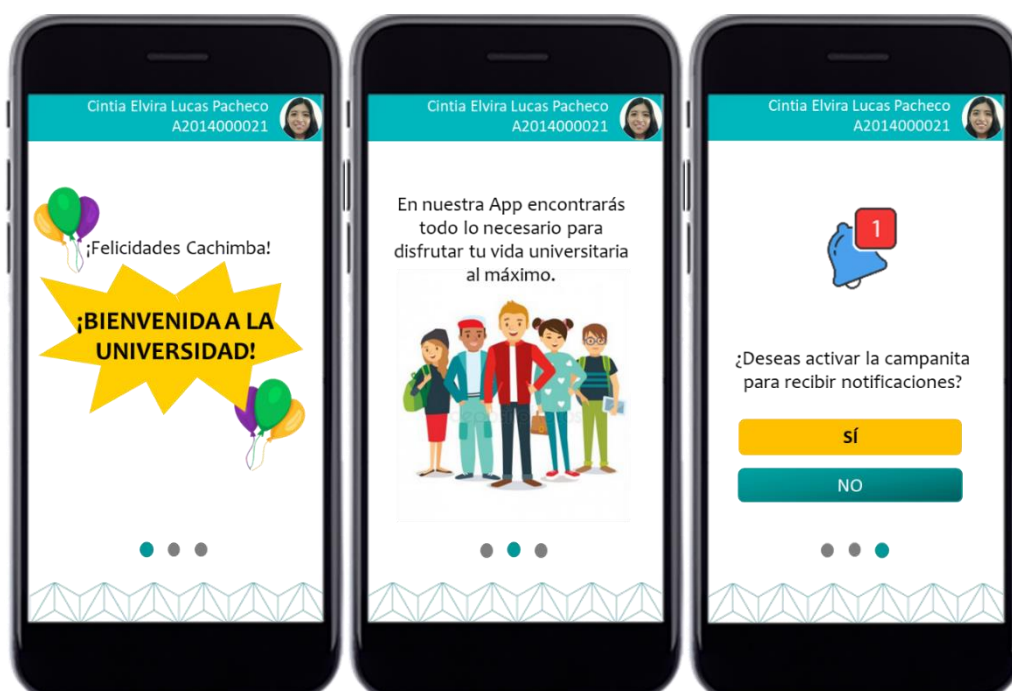 Cintia Elvira Lucas Pacheco
A2014000021
¡Felicidades Cachimba!
¡BIENVENIDA A LA
UNIVERSIDAD!
Cintia Elvira Lucas Pacheco
A2014000021
En nuestra App encontrarás
todo lo necesario para
disfrutar tu vida universitaria
al máximo.
Cintia Elvira Lucas Pacheco
A2014000021
1
¿Deseas activar la campanita
para recibir notificaciones?
SÍ
NO